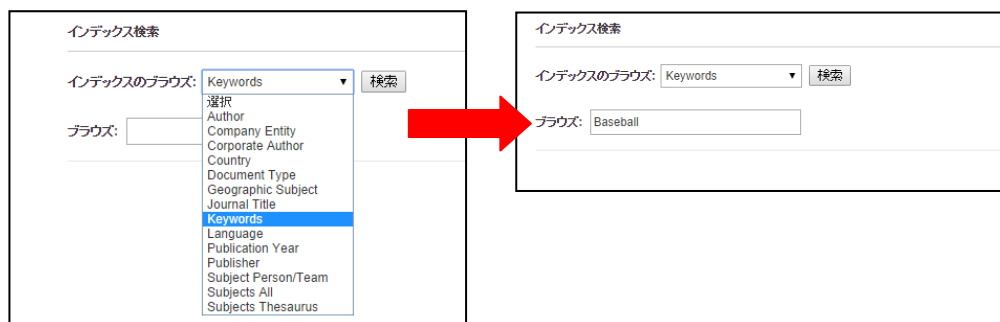 インデックス検索
インデックスのブラウズ: Keywords 検索
選択
Author
ブラウズ:
Company Entity
Corporate Author
Country
Document Type
Geographic Subject
Journal Title
Keywords
Language
Publication Year
Publisher
Subject Person/Team
Subjects All
Subjects Thesaurus
インデックス検索
インデックスのブラウズ: Keywords 検索
ブラウズ: Baseball